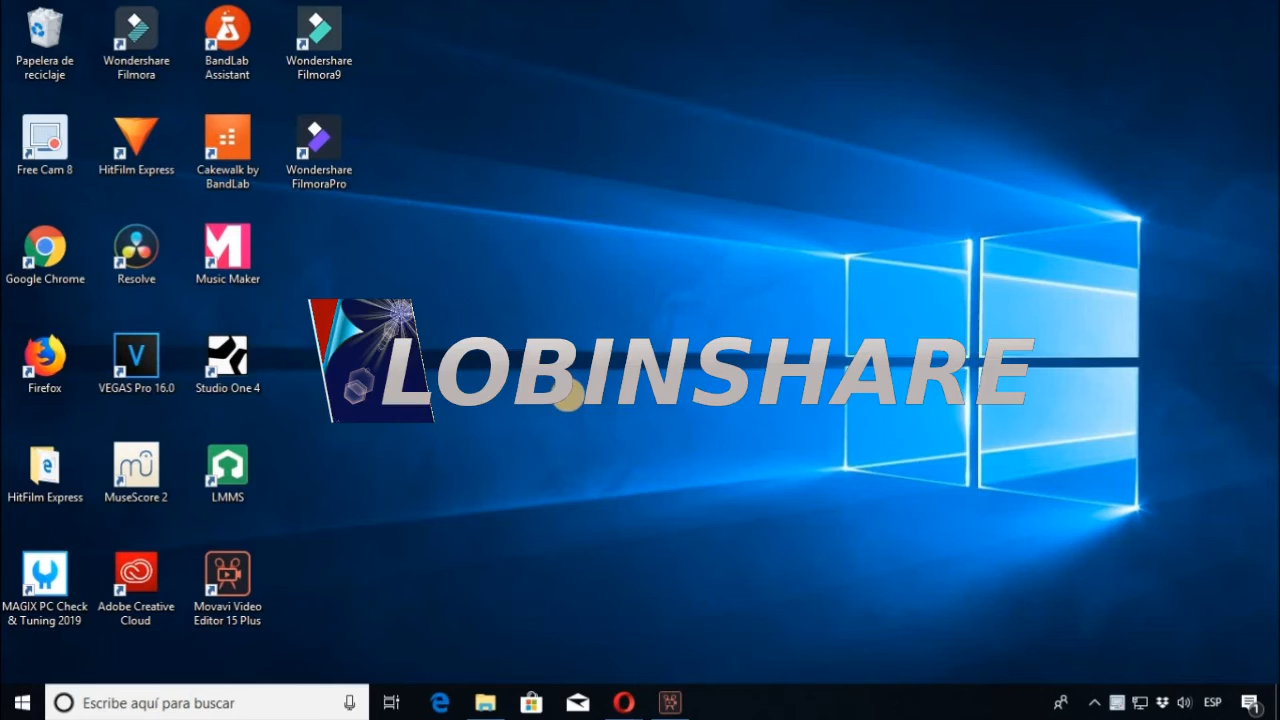 Papelera de
reciclaje
Wondershare
Filmora
BandLab
Assistant
Wondershare
Filmora9
Free Cam 8
HitFilm Express
Cakewalk by
BandLab
Wondershare
FilmoraPro
Google Chrome
Resolve
Music Maker
Firefox
VEGAS Pro 16.0
Studio One 4
LOBINSHARE
HitFilm Express
MuseScore 2
LMMS
MAGIX PC Check
& Tuning 2019
Adobe Creative
Cloud
Movavi Video
Editor 15 Plus
Escribe aquí para buscar
ESP
1